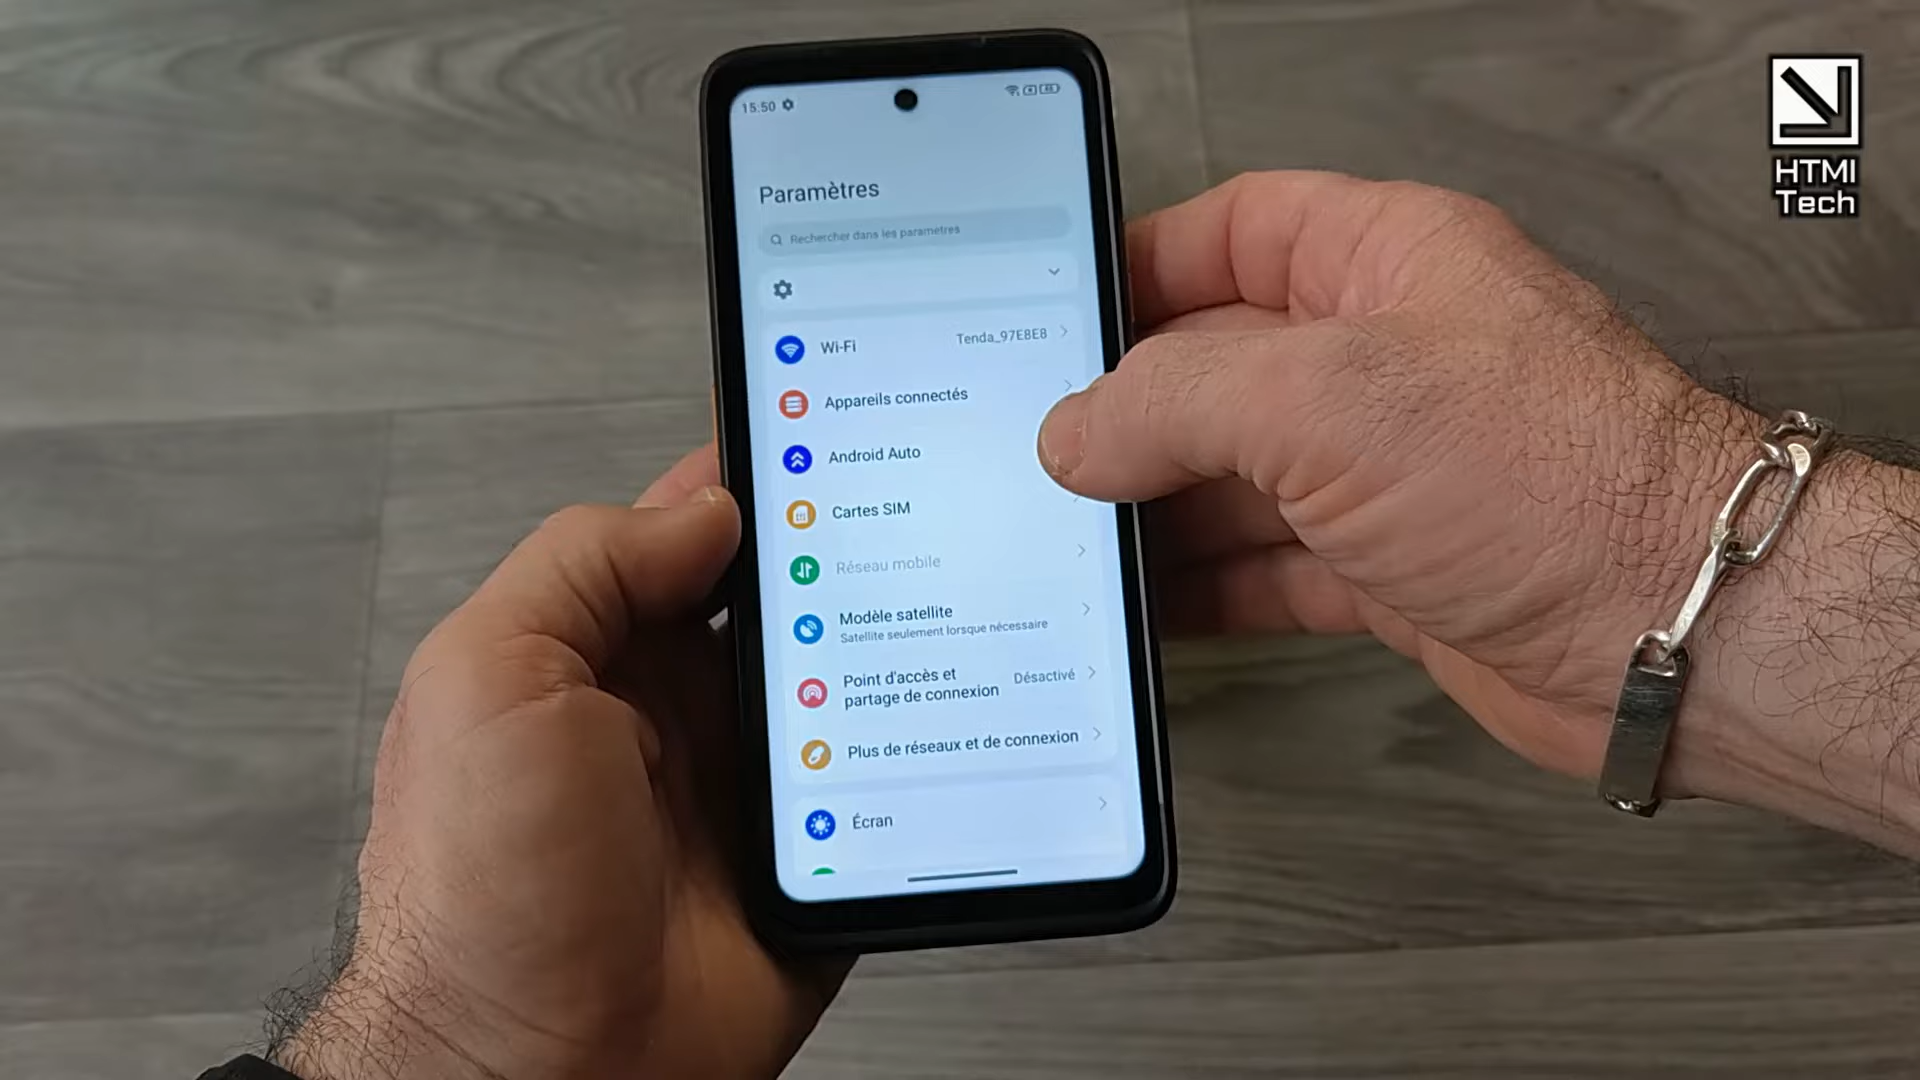 15:50
HTMI
Tech
Paramètres
Rechercher dans les paramètres
Wi-Fi Tenda_97E8E8
Appareils connectés
Android Auto
Cartes SIM
Réseau mobile
Modèle satellite
Satellite seulement lorsque nécessaire
Point d'accès et
partage de connexion Désactivé
Plus de réseaux et de connexion
Écran